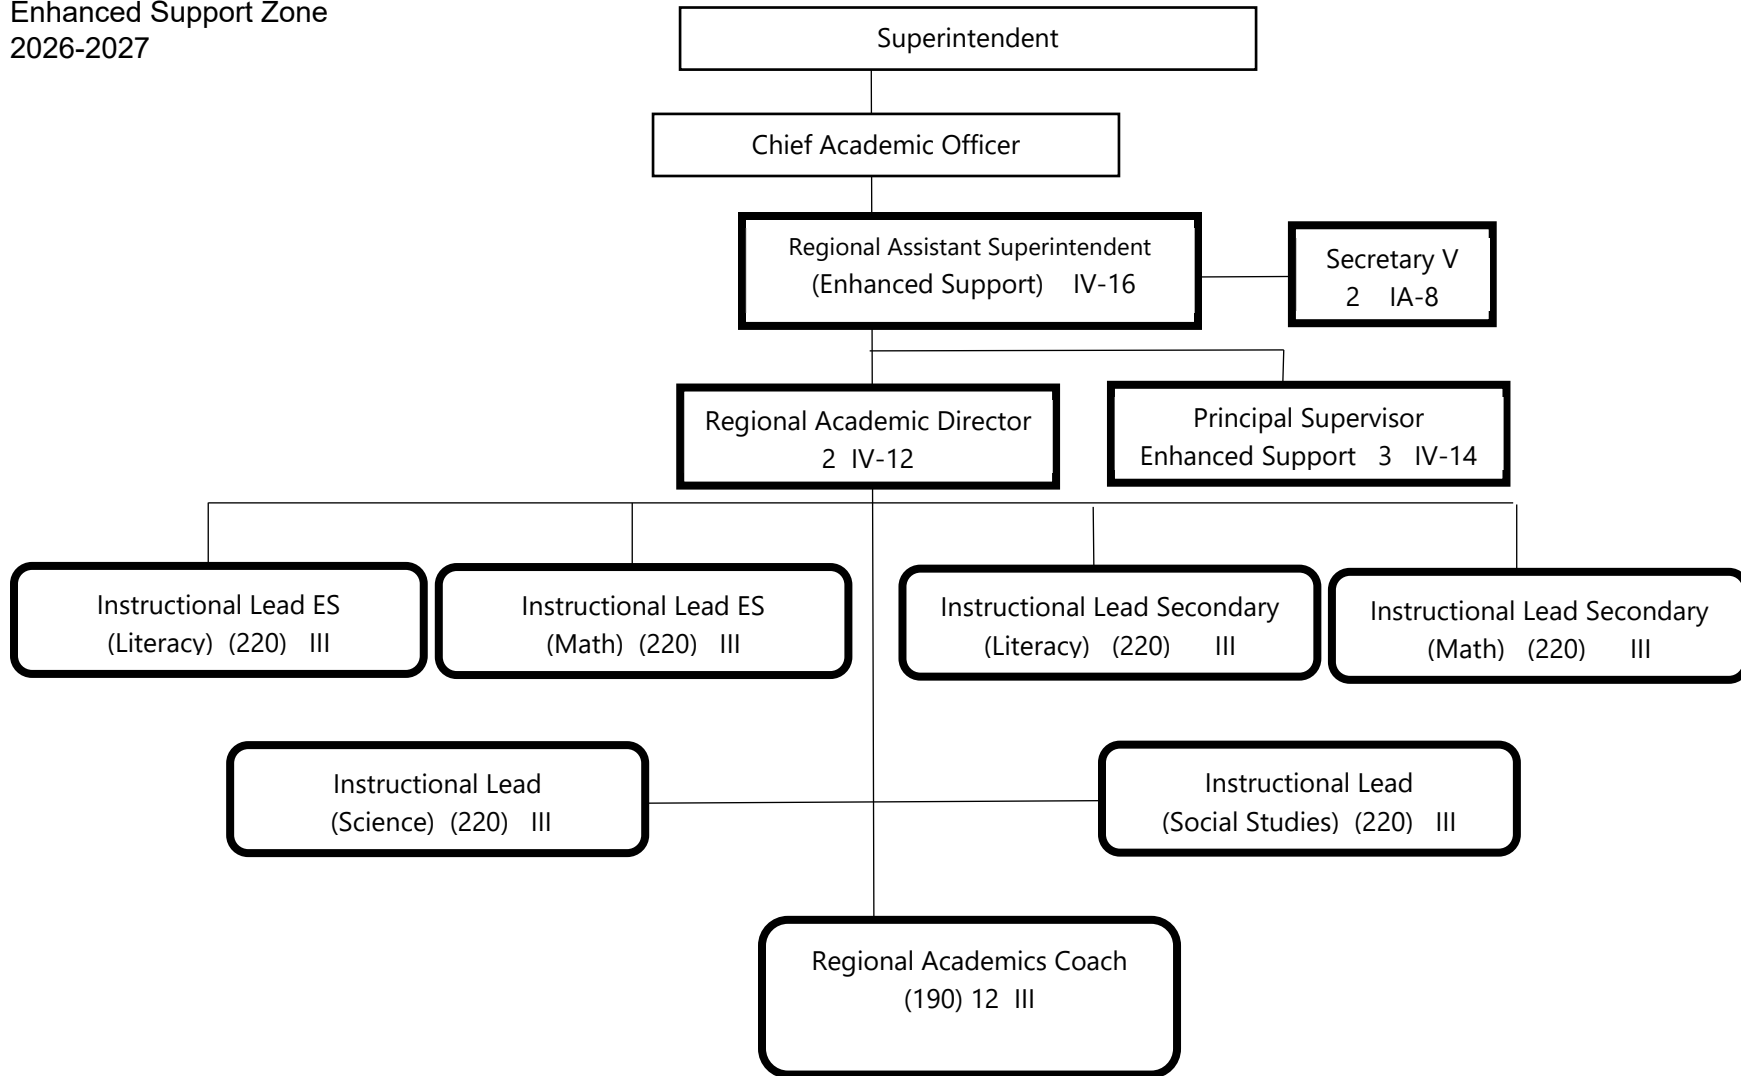 Enhanced Support Zone
2026-2027
Superintendent
Chief Academic Officer
Regional Assistant Superintendent
(Enhanced Support) IV-16
Secretary V
2 IA-8
Regional Academic Director
2 IV-12
Principal Supervisor
Enhanced Support 3 IV-14
Instructional Lead ES
(Literacy) (220) III
Instructional Lead ES
(Math) (220) III
Instructional Lead Secondary
(Literacy) (220) III
Instructional Lead Secondary
(Math) (220) III
Instructional Lead
(Science) (220) III
Instructional Lead
(Social Studies) (220) III
Regional Academics Coach
(190) 12 III